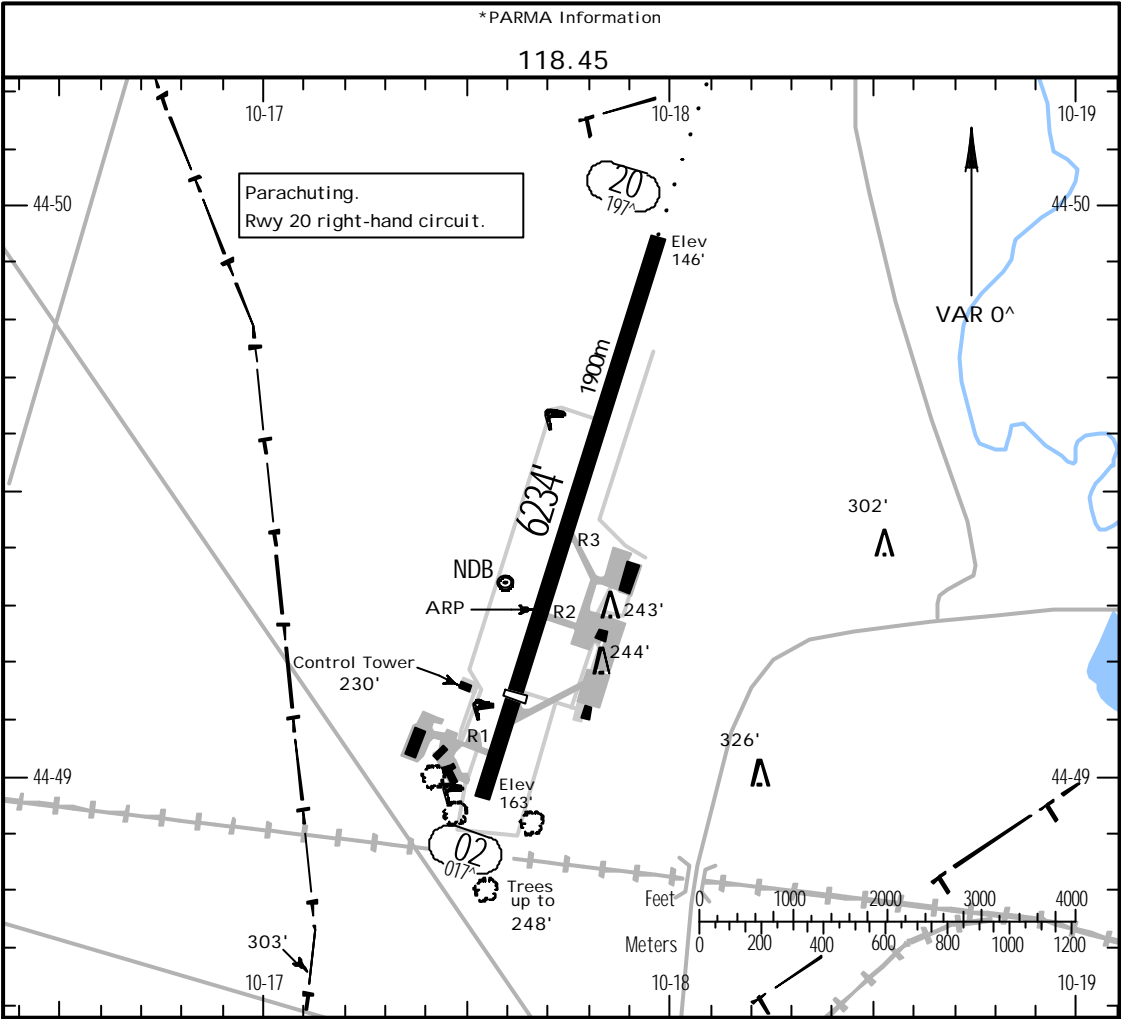 *PARMA Information
118.45
10-17
10-18
10-19
Parachuting.
Rwy 20 right-hand circuit.
20
197^
44-50
44-50
Elev
146'
VAR 0^
1900m
6234'
302'
R3
NDB
ARP
R2
243'
244'
Control Tower
230'
R1
326'
44-49
44-49
Elev
163'
02
017^
Trees
up to
248'
Feet
0
1000
2000
3000
4000
Meters
0
200
400
600
800
1000
1200
303'
10-17
10-18
10-19